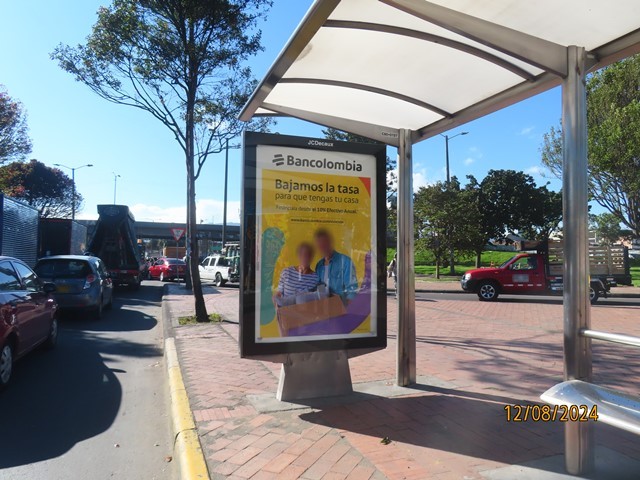 JCDecaux
Bancolombia
Bajamos la tasa
para que tengas tu casa
12/08/2024